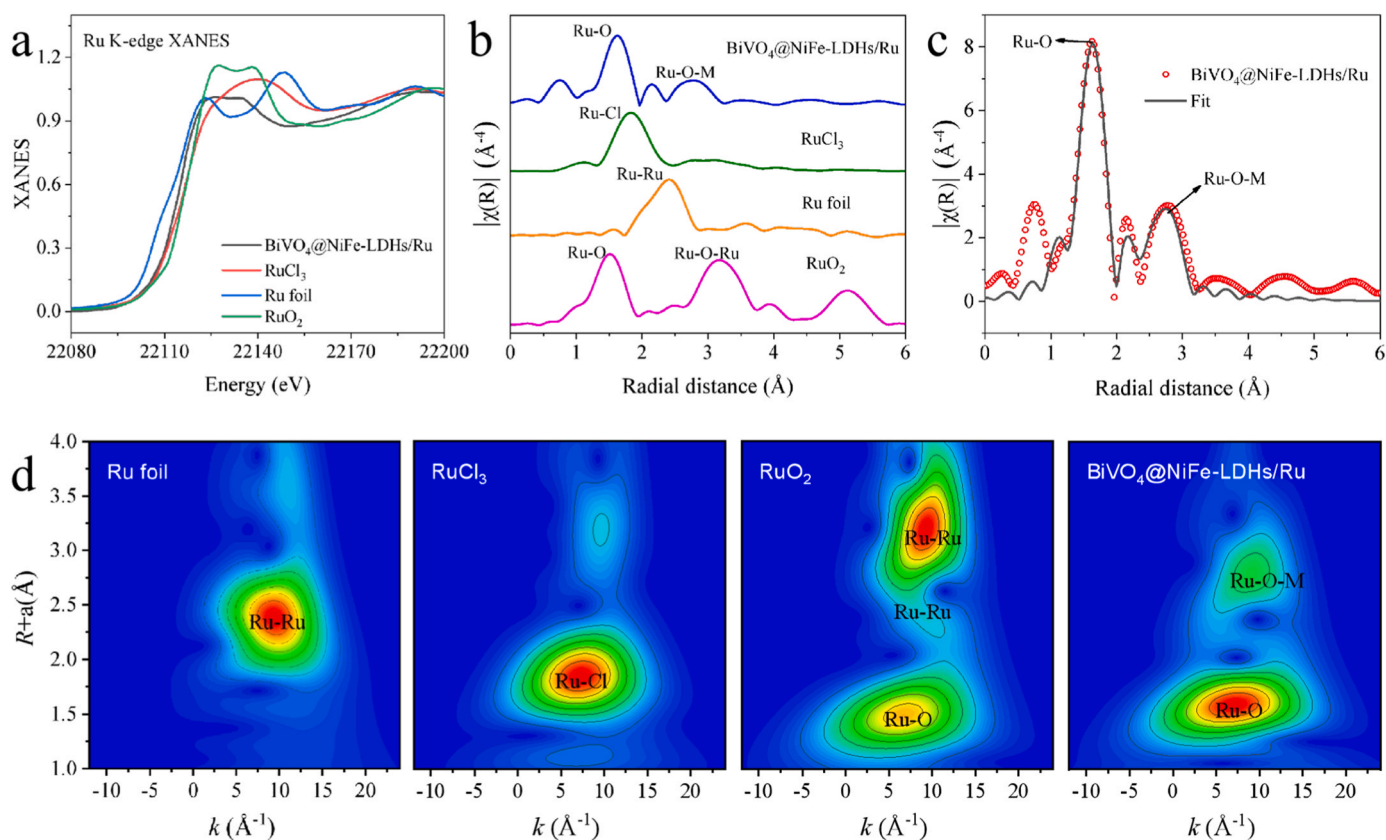 a
Ru K-edge XANES
XANES
1.2
0.9
0.6
0.3
0.0
BiVO₄@NiFe-LDHs/Ru
RuCl₃
Ru foil
RuO₂
22080 22110 22140 22170 22200
Energy (eV)
b
|χ(R)| (Å⁻⁴)
Ru-O
BiVO₄@NiFe-LDHs/Ru
Ru-O-M
Ru-Cl
RuCl₃
Ru-Ru
Ru foil
Ru-O
Ru-O-Ru
RuO₂
0 1 2 3 4 5 6
Radial distance (Å)
c
|χ(R)| (Å⁻⁴)
8
6
4
2
0
Ru-O
BiVO₄@NiFe-LDHs/Ru
Fit
Ru-O-M
0 1 2 3 4 5 6
Radial distance (Å)
d
R+a(Å)
4.0
3.5
3.0
2.5
2.0
1.5
1.0
Ru foil
Ru-Ru
-10 -5 0 5 10 15 20
k (Å⁻¹)
RuCl₃
Ru-Cl
-10 -5 0 5 10 15 20
k (Å⁻¹)
RuO₂
Ru-Ru
Ru-Ru
Ru-O
-10 -5 0 5 10 15 20
k (Å⁻¹)
BiVO₄@NiFe-LDHs/Ru
Ru-O-M
Ru-O
-10 -5 0 5 10 15 20
k (Å⁻¹)